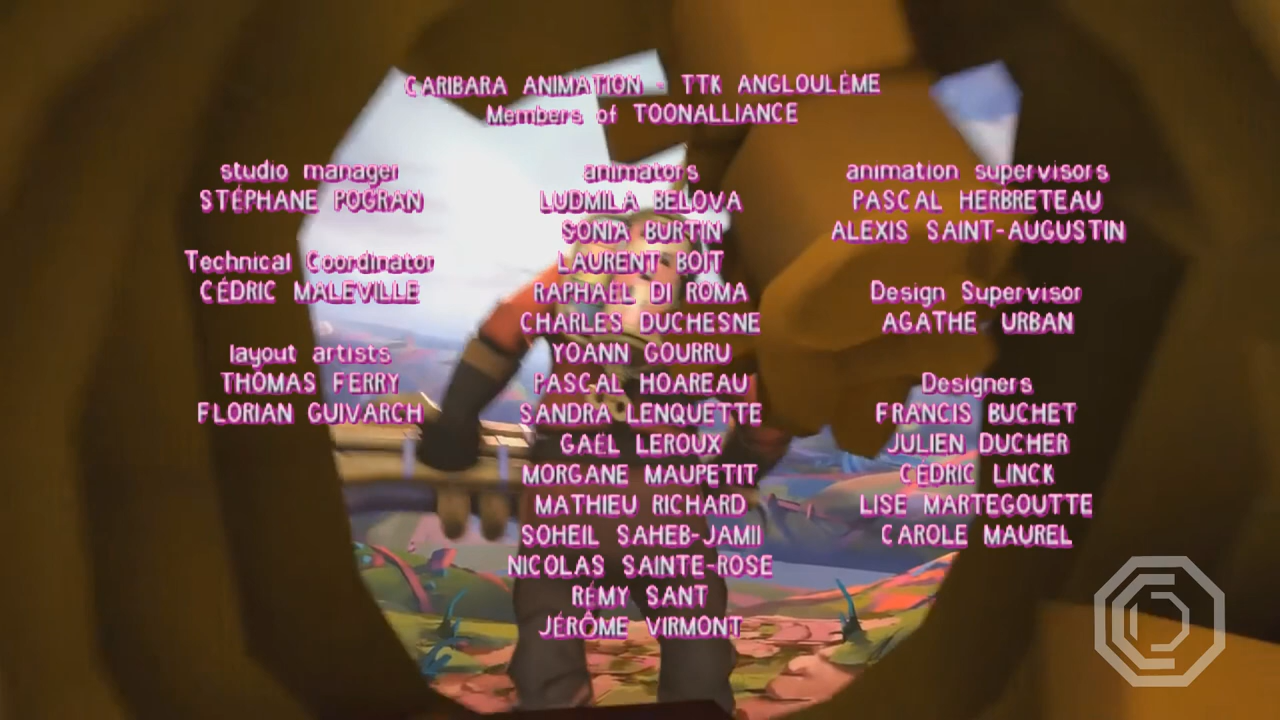 CARIBARA ANIMATION - TTK ANGLOULÊME
Members of TOONALLIANCE
studio manager
STÉPHANE POGRAN
Technical Coordinator
CÉDRIC MALEVILLE
layout artists
THOMAS FERRY
FLORIAN GUIVARCH
animators
LUDMILA BELOVA
SONIA BURTIN
LAURENT BOIT
RAPHAËL DI ROMA
CHARLES DUCHESNE
YOANN GOURRU
PASCAL HOAREAU
SANDRA LENQUETTE
GAËL LEROUX
MORGANE MAUPETIT
MATHIEU RICHARD
SOHEIL SAHEB-JAMII
NICOLAS SAINTE-ROSE
RÉMY SANT
JÉRÔME VIRMONT
animation supervisors
PASCAL HERBRETEAU
ALEXIS SAINT-AUGUSTIN
Design Supervisor
AGATHE URBAN
Designers
FRANCIS BUCHET
JULIEN DUCHER
CÉDRIC LINCK
LISE MARTEGOUTTE
CAROLE MAUREL